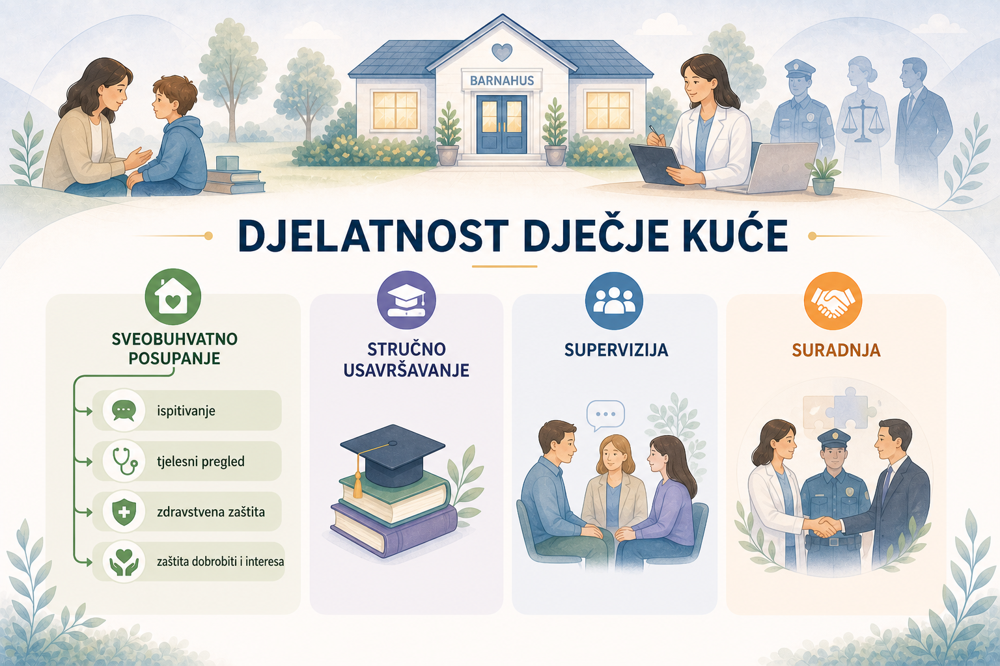 BARNAHUS
DJELATNOST DJEČJE KUĆE
SVEOBUHVATNO
POSUPANJE
ispitivanje
tjelesni pregled
zdravstvena zaštita
zaštita dobrobiti i interesa
STRUČNO
USAVRŠAVANJE
SUPERVIZIJA
SURADNJA